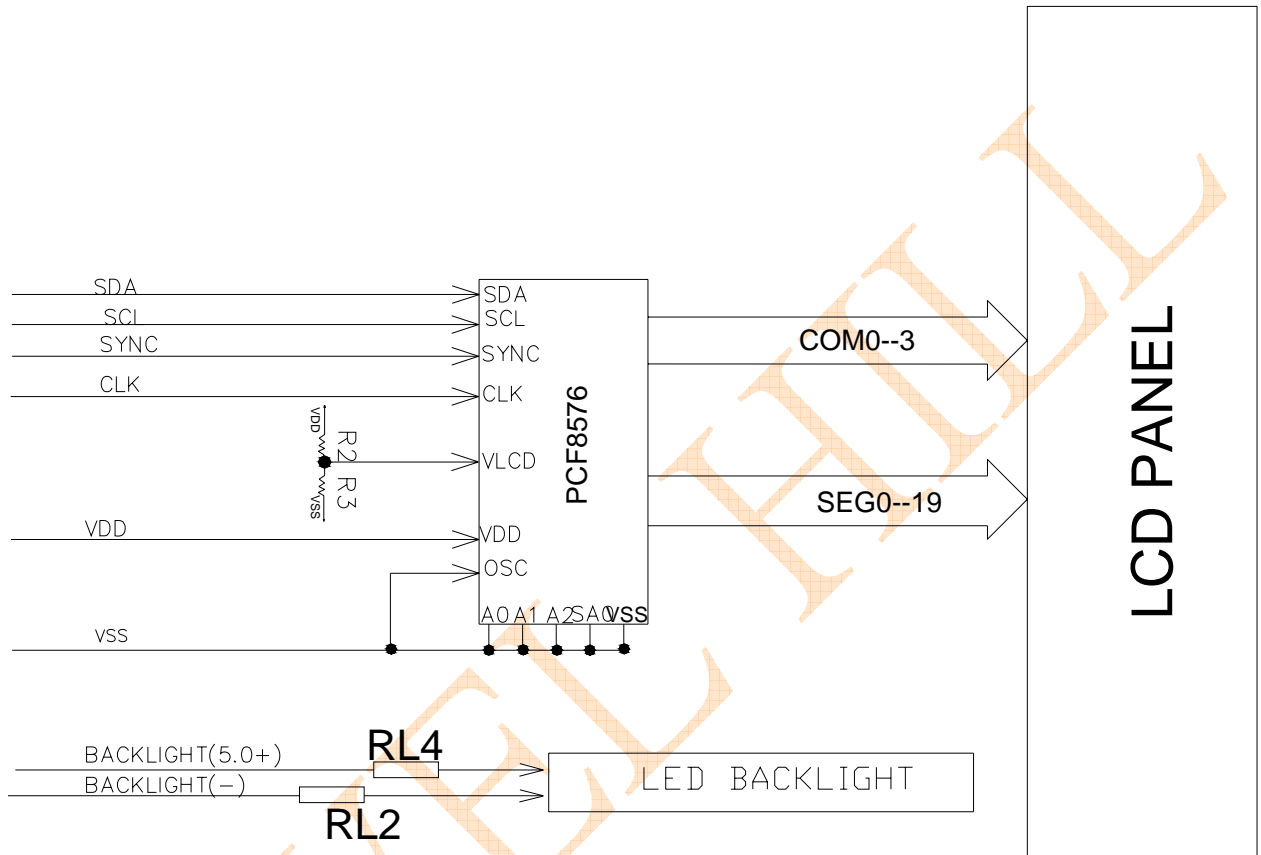 SDA
SCL
SYNC
CLK
VDD
R2
R3
VSS
VDD
VSS
SDA
SCL
SYNC
CLK
VLCD
VDD
OSC
A0 A1 A2 SA0 VSS
PCF8576
COM0--3
SEG0--19
LCD PANEL
BACKLIGHT(5.0+)
RL4
BACKLIGHT(-)
RL2
LED BACKLIGHT